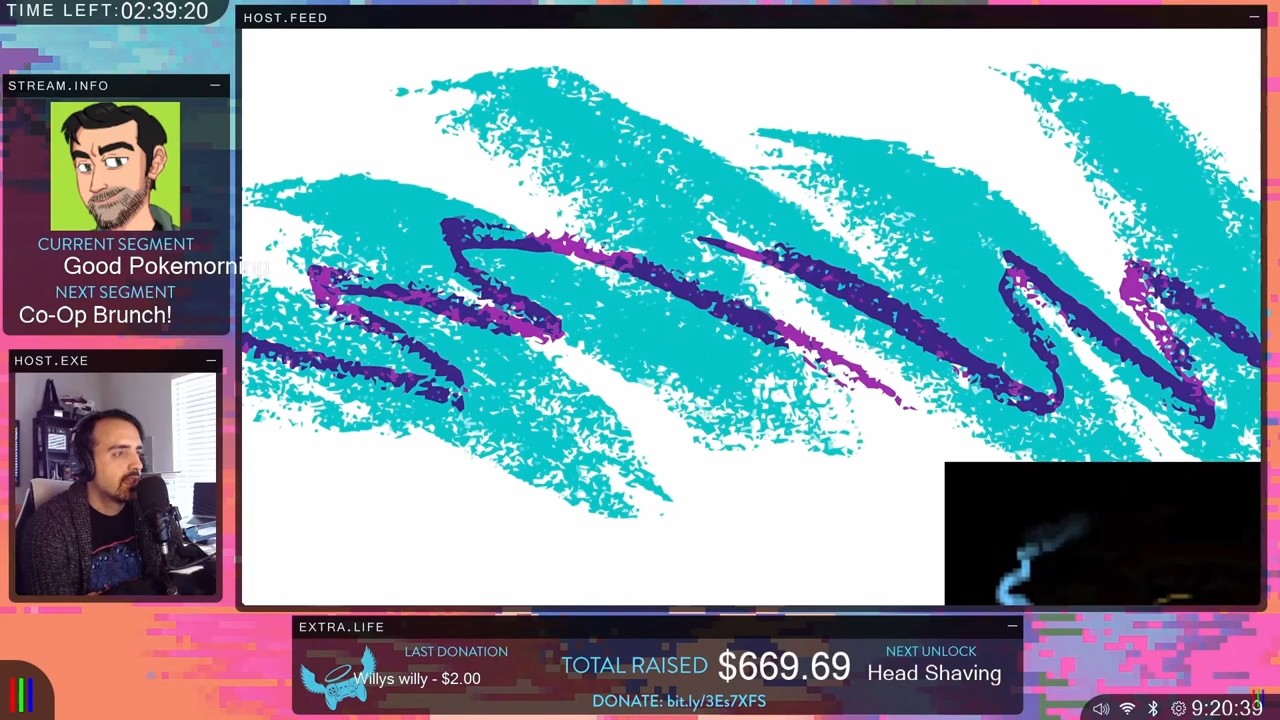 TIME LEFT:02:39:20
HOST.FEED
STREAM.INFO
CURRENT SEGMENT
Good Pokemorning
NEXT SEGMENT
Co-Op Brunch!
HOST.EXE
EXTRA.LIFE
LAST DONATION
Willys willy - $2.00
TOTAL RAISED $669.69
DONATE: bit.ly/3Es7XFS
NEXT UNLOCK
Head Shaving
9:20:39